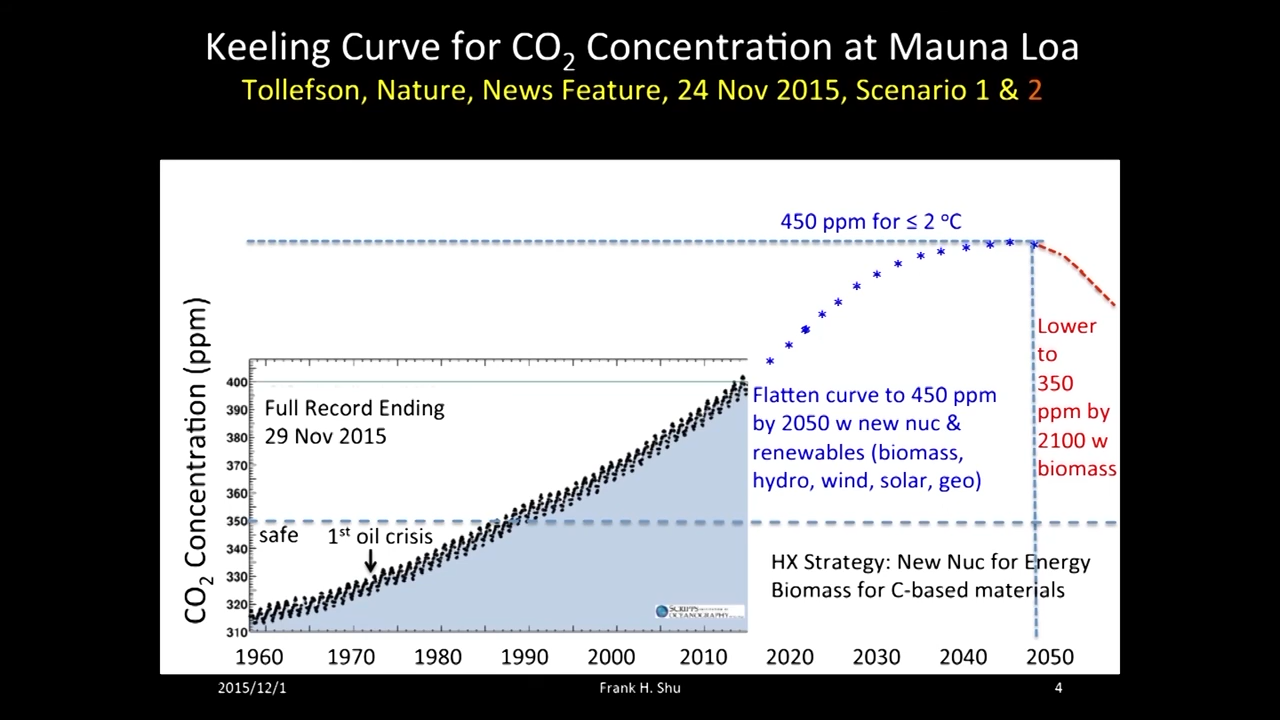 Keeling Curve for CO₂ Concentration at Mauna Loa
Tollefson, Nature, News Feature, 24 Nov 2015, Scenario 1 & 2
450 ppm for ≤ 2 °C
CO₂ Concentration (ppm)
400
390
380
370
360
350
340
330
320
310
Full Record Ending
29 Nov 2015
safe
1st oil crisis
SCRIPPS
OCEANOGRAPHY
Flatten curve to 450 ppm
by 2050 w new nuc &
renewables (biomass,
hydro, wind, solar, geo)
Lower
to
350
ppm by
2100 w
biomass
HX Strategy: New Nuc for Energy
Biomass for C-based materials
1960 1970 1980 1990 2000 2010 2020 2030 2040 2050
2015/12/1
Frank H. Shu
4